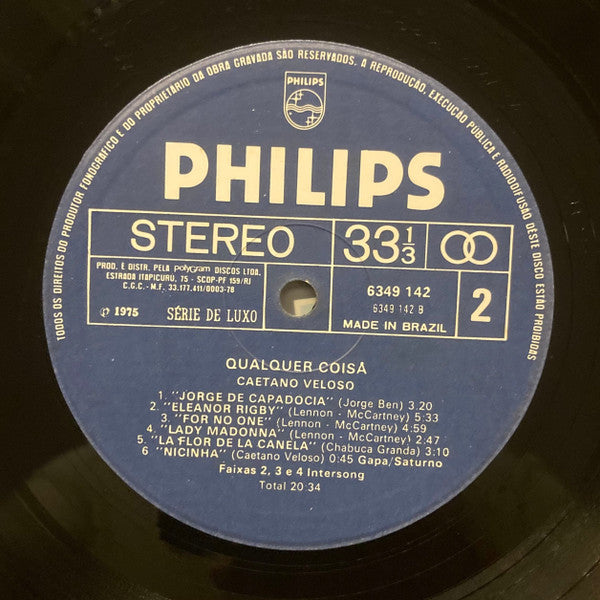 TODOS OS DIREITOS DO PRODUTOR FONOGRÁFICO E DO PROPRIETÁRIO DA OBRA GRAVADA SÃO RESERVADOS. A REPRODUÇÃO, EXECUÇÃO PÚBLICA E RADIODIFUSÃO DESTE DISCO ESTÃO PROIBIDAS
PHILIPS
PHILIPS
STEREO
33 1/3
PROD. E DISTR. PELA polygram DISCOS LTDA.
ESTRADA ITAPICURU, 75 - SCOP-PF 159/RJ
C.G.C. - M.F. 33.177.411/0003-78
6349 142
6349 142 B
2
℗ 1975
SÉRIE DE LUXO
MADE IN BRAZIL
QUALQUER COISA
CAETANO VELOSO
1. "JORGE DE CAPADOCIA" (Jorge Ben) 3.20
2. "ELEANOR RIGBY" (Lennon - McCartney) 5:33
3. "FOR NO ONE" (Lennon - McCartney) 4:59
4. "LADY MADONNA" (Lennon - McCartney) 2:47
5. "LA FLOR DE LA CANELA" (Chabuca Granda) 3:10
6 "NICINHA" (Caetano Veloso) 0:45 Gapa/Saturno
Faixas 2, 3 e 4 Intersong
Total 20:34